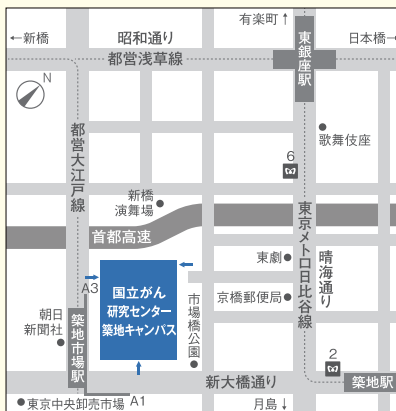 有楽町↑
←新橋
昭和通り
日本橋→
都営浅草線
東銀座駅
N
都営大江戸線
歌舞伎座
6
新橋
演舞場
首都高速
東京メトロ日比谷線
晴海通り
東劇
A3
国立がん
研究センター
築地キャンパス
市場橋公園
京橋郵便局
朝日
新聞社
築地市場駅
2
新大橋通り
築地駅
東京中央卸売市場
A1
月島↓